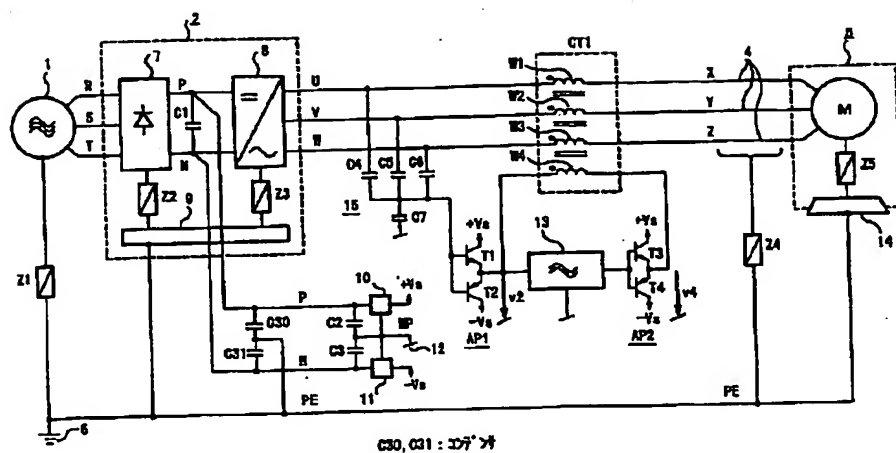 2
CT1
8
1
7
8
W1
X
4
R
P
U
W2
Y
M
S
C1
V
W3
Z
T
N
W
W4
Z2
Z3
C4
C5
C6
Z5
9
15
C7
+Vs
13
+Vs
14
Z1
T1
T3
Z4
10
+Vs
T2
v2
T4
v4
P
C30
C2
MP
-Vs
-Vs
C31
C3
12
AP1
AP2
N
11
-Vs
PE
PE
6
C30, C31 : コンデンサ